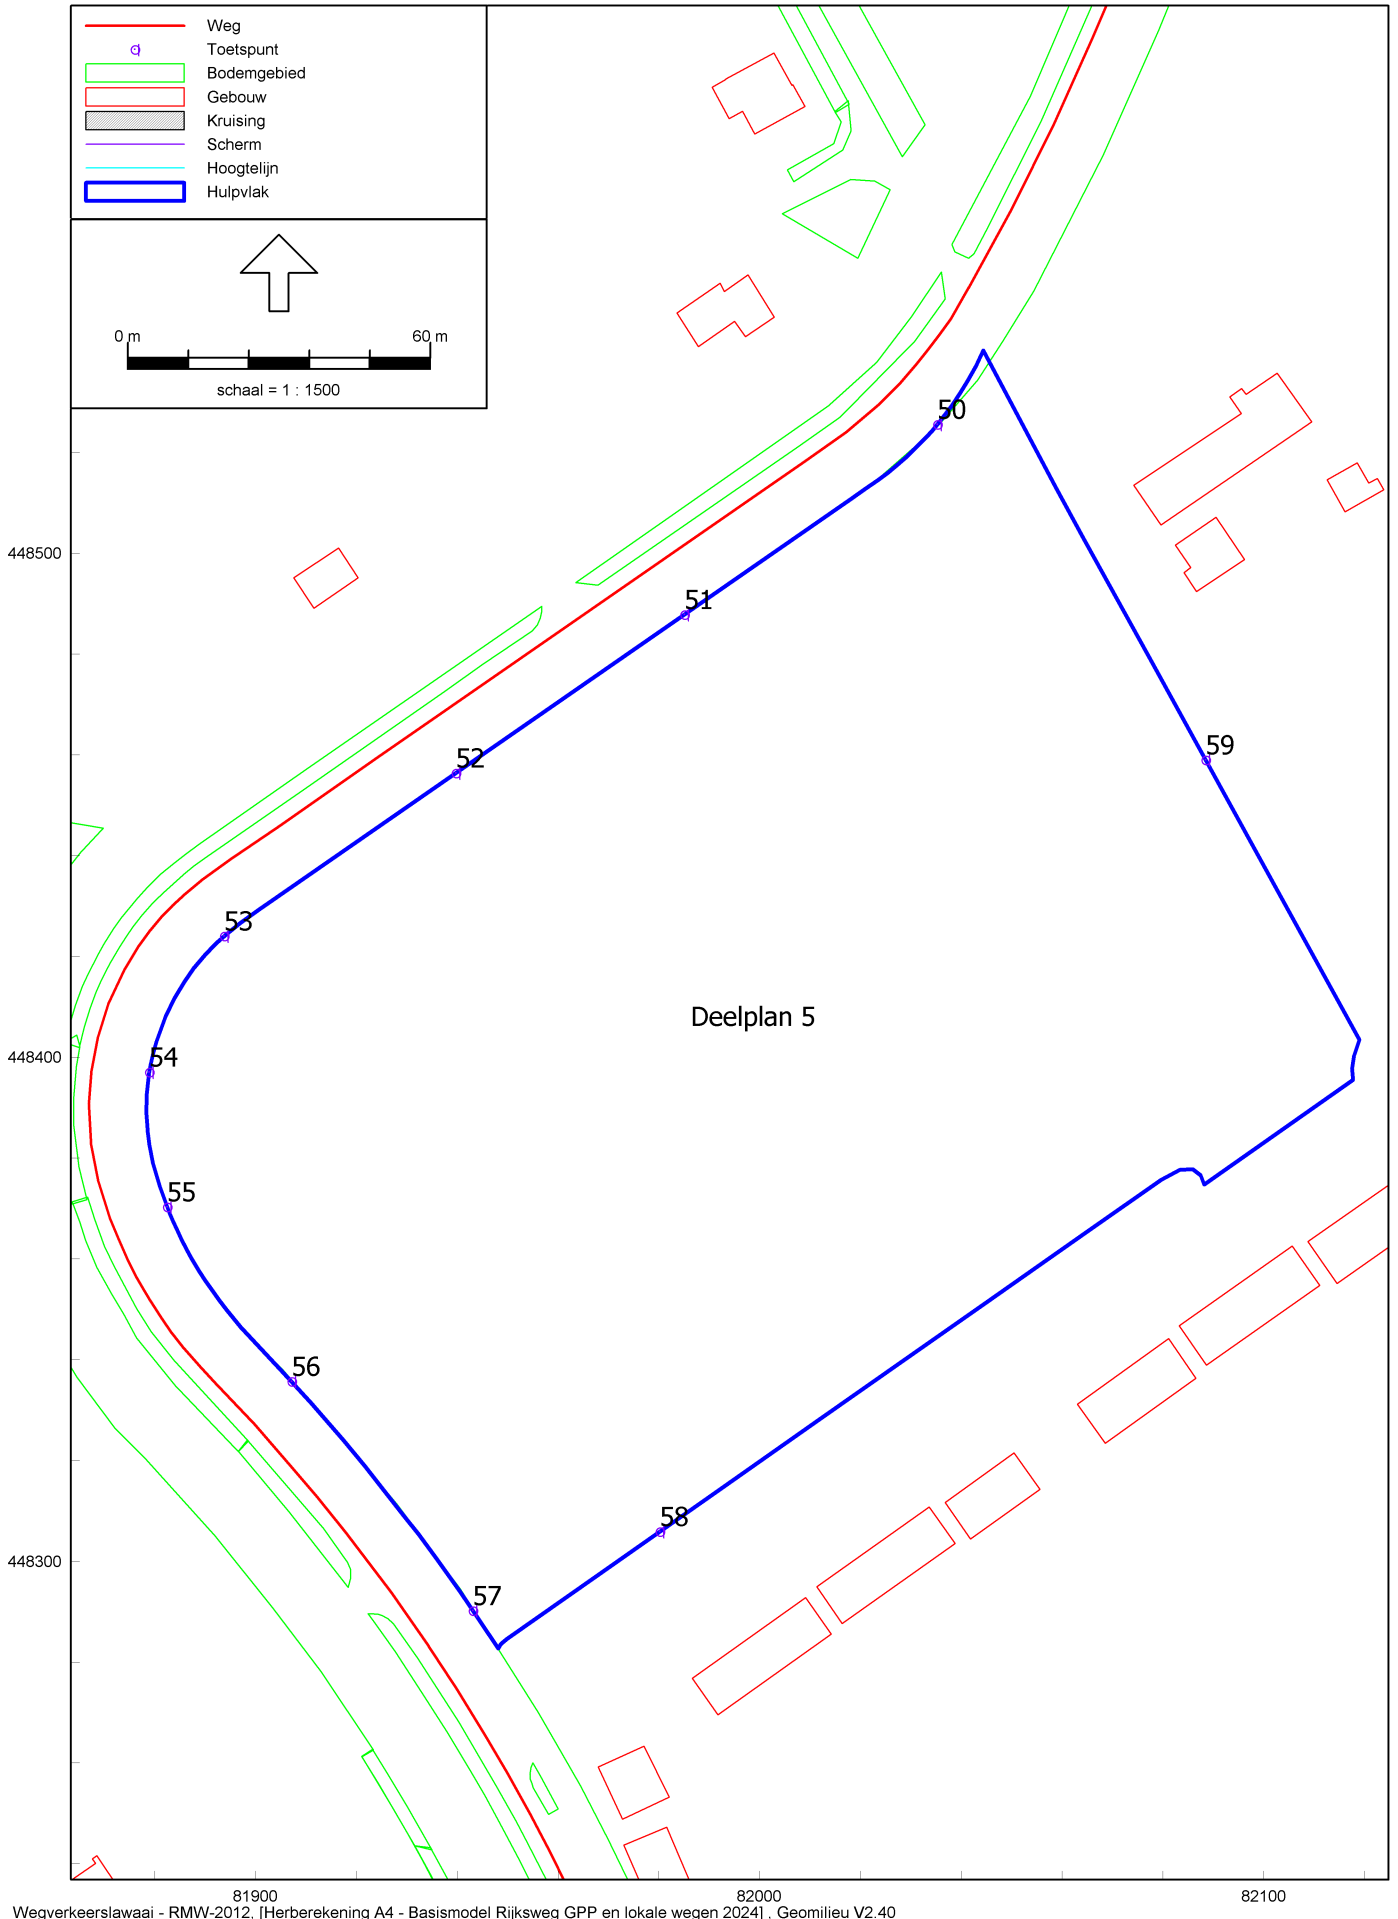 Weg
Toetspunt
Bodemgebied
Gebouw
Kruising
Scherm
Hoogtelijn
Hulpvlak
0 m 60 m
schaal = 1 : 1500
50
448500
51
52
59
53
Deelplan 5
448400
54
55
56
58
448300
57
81900 82000 82100
Wegverkeerslawaai - RMW-2012, [Herberekening A4 - Basismodel Rijksweg GPP en lokale wegen 2024] , Geomilieu V2.40